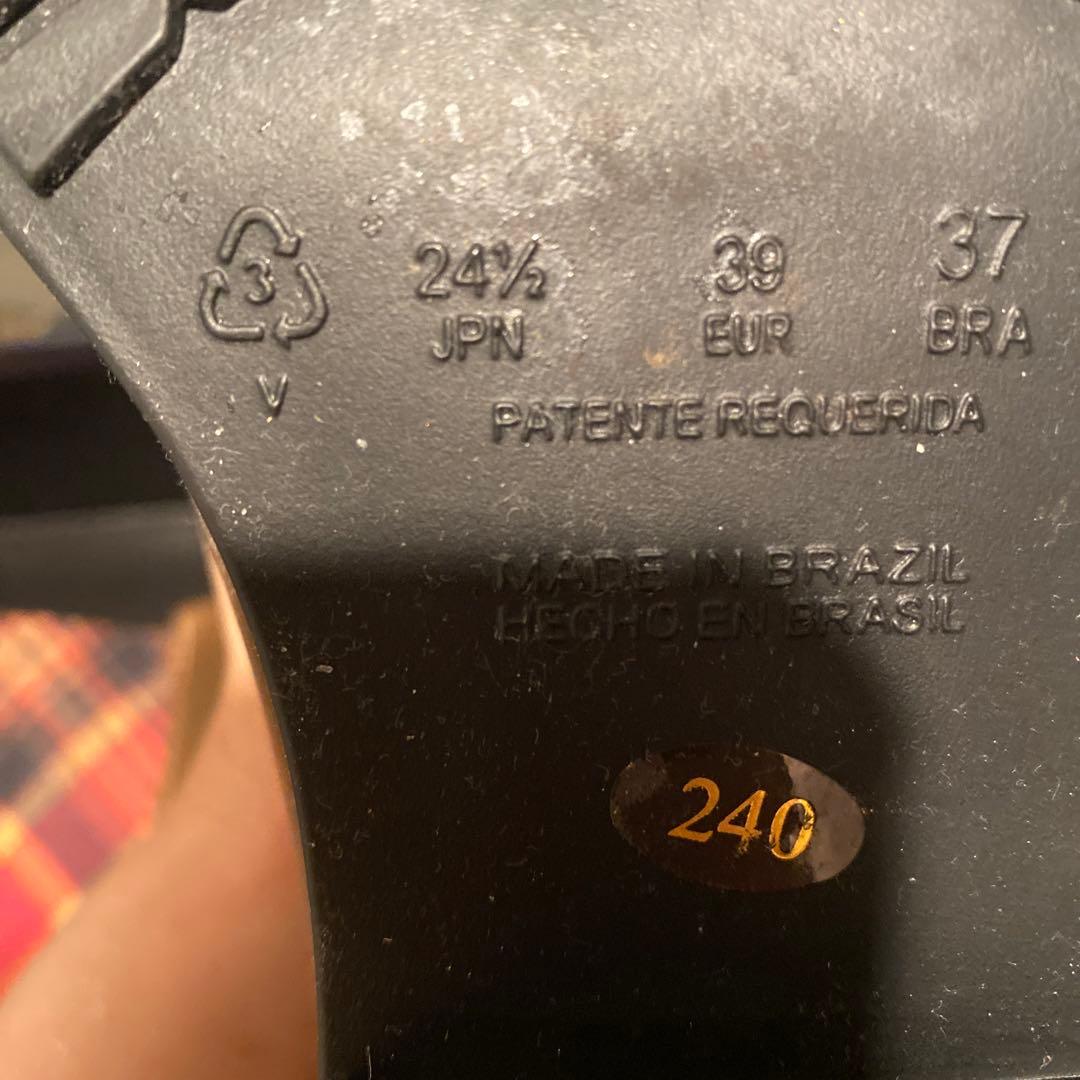 3
V
24½ 39 37
JPN EUR BRA
PATENTE REQUERIDA
MADE IN BRAZIL
HECHO EN BRASIL
240